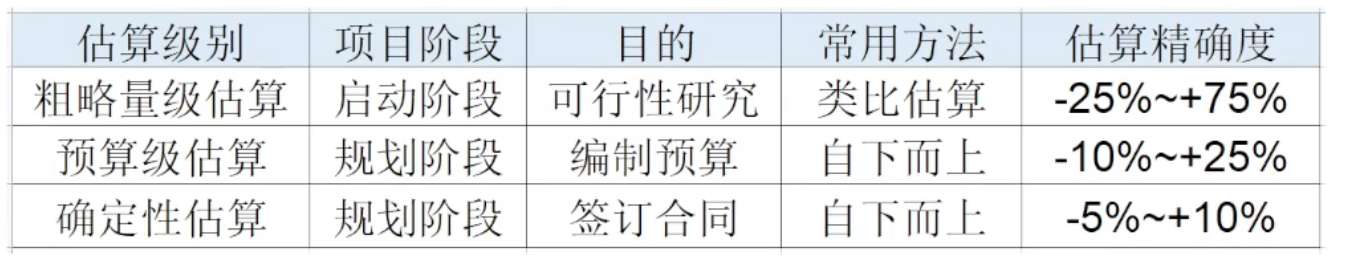 估算级别 项目阶段 目的 常用方法 估算精确度
粗略量级估算 启动阶段 可行性研究 类比估算 -25%~+75%
预算级估算 规划阶段 编制预算 自下而上 -10%~+25%
确定性估算 规划阶段 签订合同 自下而上 -5%~+10%